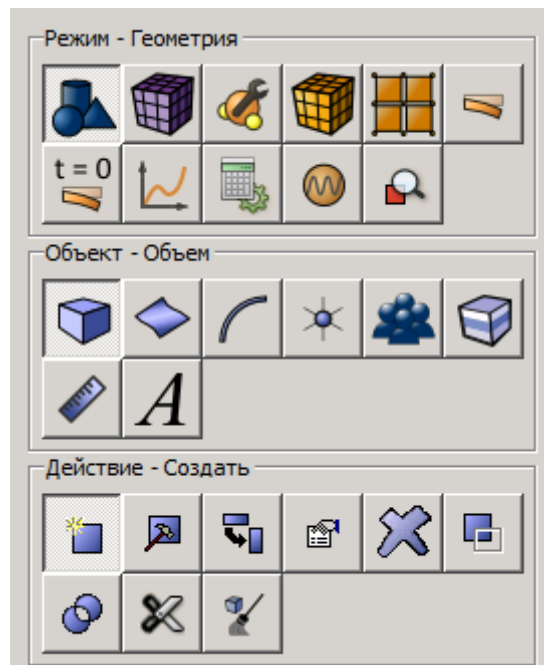 Режим - Геометрия
t = 0
Объект - Объем
A
Действие - Создать